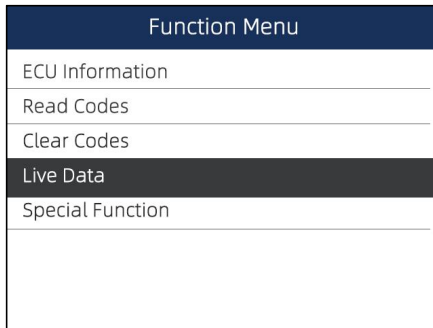 Function Menu
ECU Information
Read Codes
Clear Codes
Live Data
Special Function